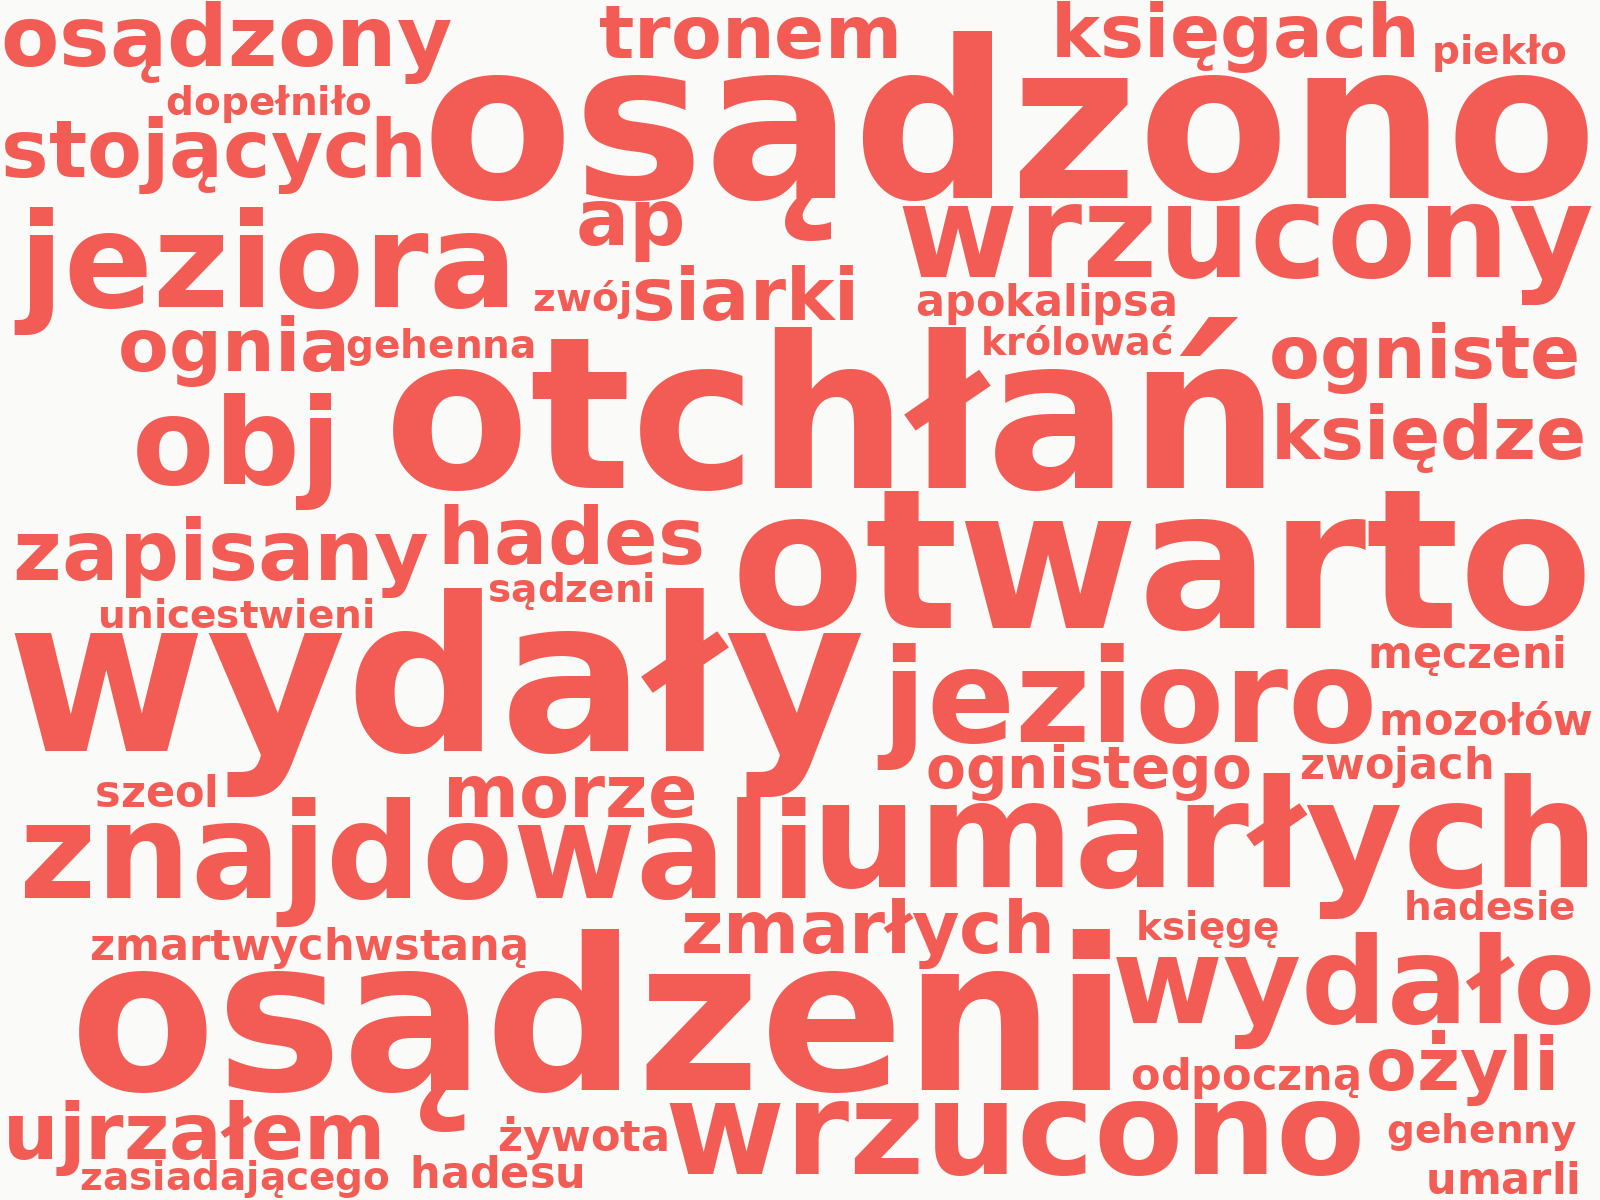 osądzony
tronem
księgach
piekło
dopełniło
osądzono
stojących
ap
wrzucony
jeziora
zwój
siarki
apokalipsa
ognia
gehenna
królować
ogniste
otchłań
obj
księdze
zapisany
hades
otwarto
sądzeni
unicestwieni
wydały
jezioro
męczeni
mozołów
szeol
morze
ognistego
zwojach
znajdowali
umarłych
hadesie
zmartwychwstaną
zmarłych
księgę
wydało
osądzeni
odpoczną
ożyli
ujrzałem
żywota
wrzucono
gehenny
zasiadającego
hadesu
umarli